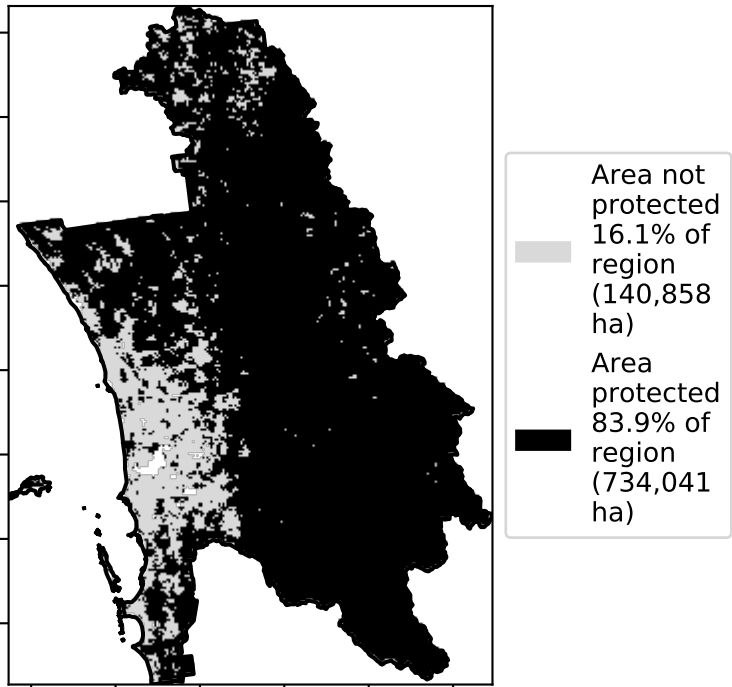 Area not
protected
16.1% of
region
(140,858
ha)
Area
protected
83.9% of
region
(734,041
ha)